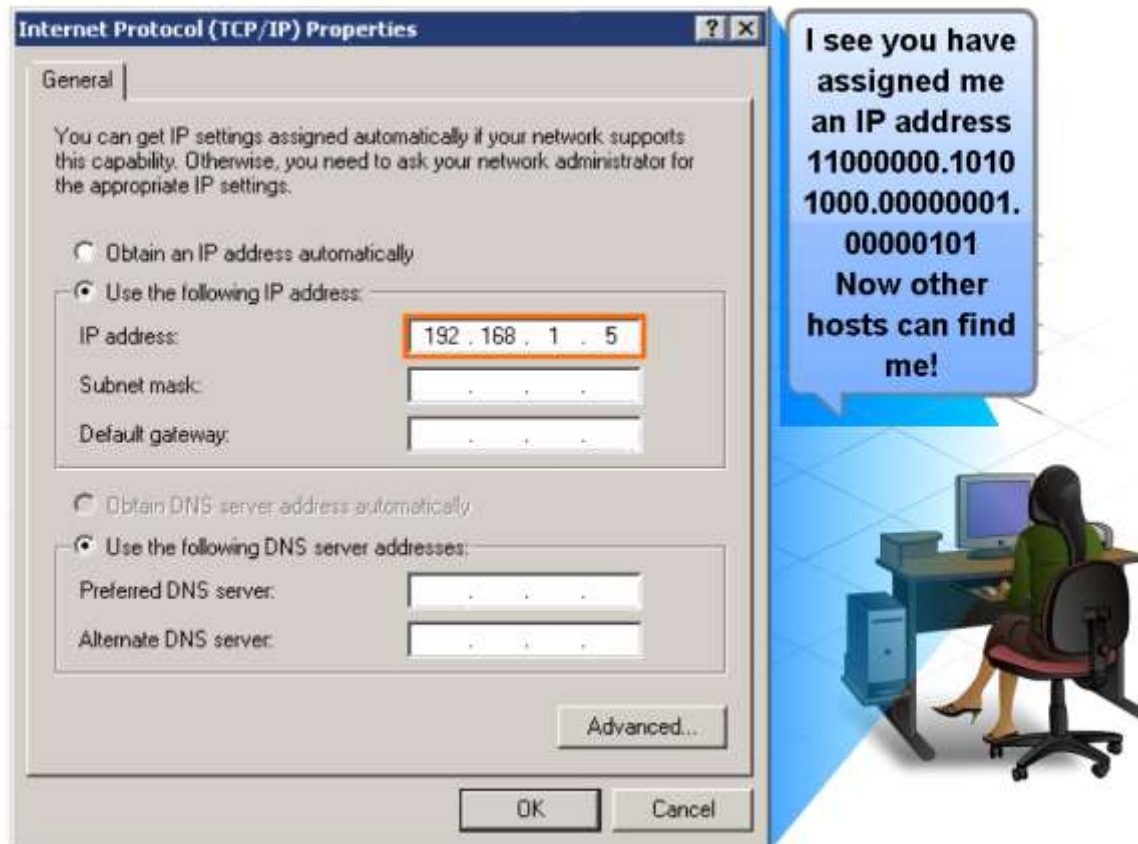 Internet Protocol (TCP/IP) Properties
General
You can get IP settings assigned automatically if your network supports
this capability. Otherwise, you need to ask your network administrator for
the appropriate IP settings.
Obtain an IP address automatically
Use the following IP address:
IP address:
192 . 168 . 1 . 5
Subnet mask:
. . .
Default gateway:
. . .
Obtain DNS server address automatically
Use the following DNS server addresses:
Preferred DNS server:
. . .
Alternate DNS server:
. . .
Advanced...
OK
Cancel
I see you have
assigned me
an IP address
11000000.1010
1000.00000001.
00000101
Now other
hosts can find
me!